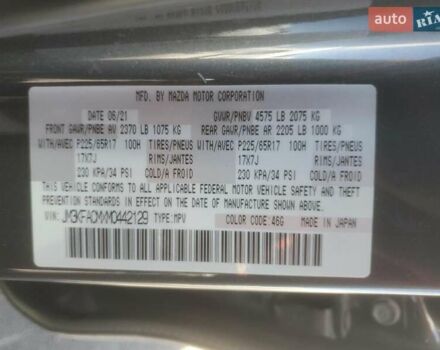 auto RIA
MFD. BY MAZDA MOTOR CORPORATION
DATE 06/21 GVWR/PNBV 4575 LB 2075 KG
FRONT GAWR/PNBE AV 2370 LB 1075 KG REAR GAWR/PNBE AR 2205 LB 1000 KG
WITH/AVEC P225/65R17 100H TIRES/PNEUS WITH/AVEC P225/65R17 100H TIRES/PNEUS
17X7J RIMS/JANTES 17X7J RIMS/JANTES
230 KPA/34 PSI COLD/A FROID 230 KPA/34 PSI COLD/A FROID
THIS VEHICLE CONFORMS TO ALL APPLICABLE FEDERAL MOTOR VEHICLE SAFETY AND THEFT
PREVENTION STANDARDS IN EFFECT ON THE DATE OF MANUFACTURE SHOWN ABOVE.
VIN: JM3KFACMXM0442129 TYPE:MPV COLOR CODE:46G MADE IN JAPAN